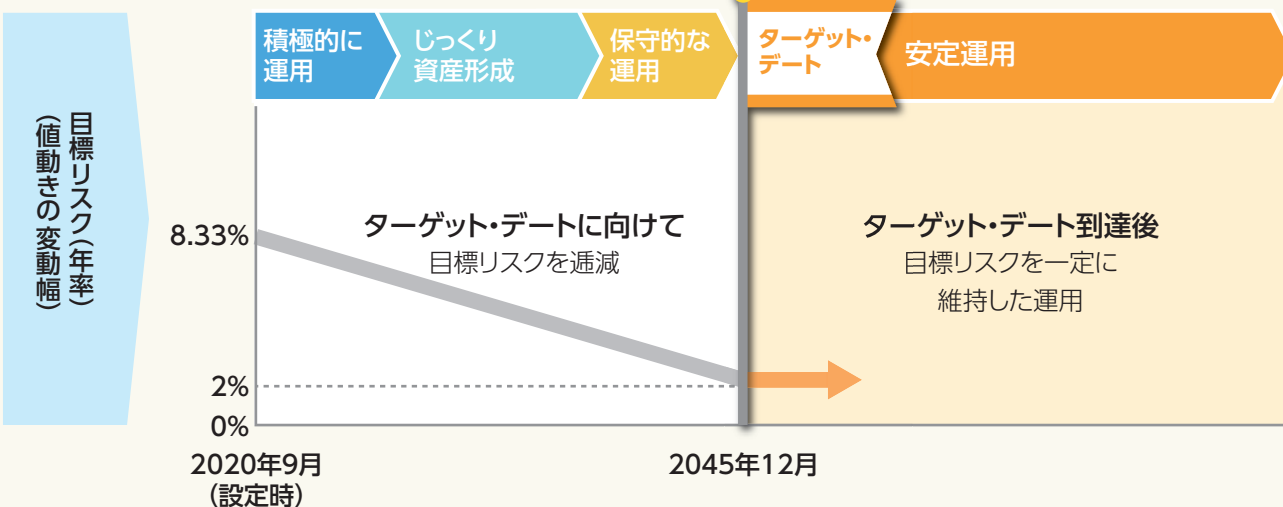 積極的に
運用
じっくり
資産形成
保守的な
運用
ターゲット・
デート
安定運用
目標リスク（年率）
（値動きの変動幅）
8.33%
2%
0%
ターゲット・デートに向けて
目標リスクを逓減
ターゲット・デート到達後
目標リスクを一定に
維持した運用
2020年9月
（設定時）
2045年12月